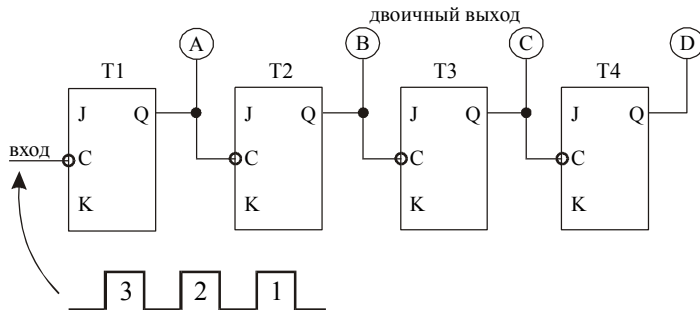 двоичный выход
A B C D
T1 T2 T3 T4
J Q J Q J Q J Q
вход C C C C
K K K K
3 2 1